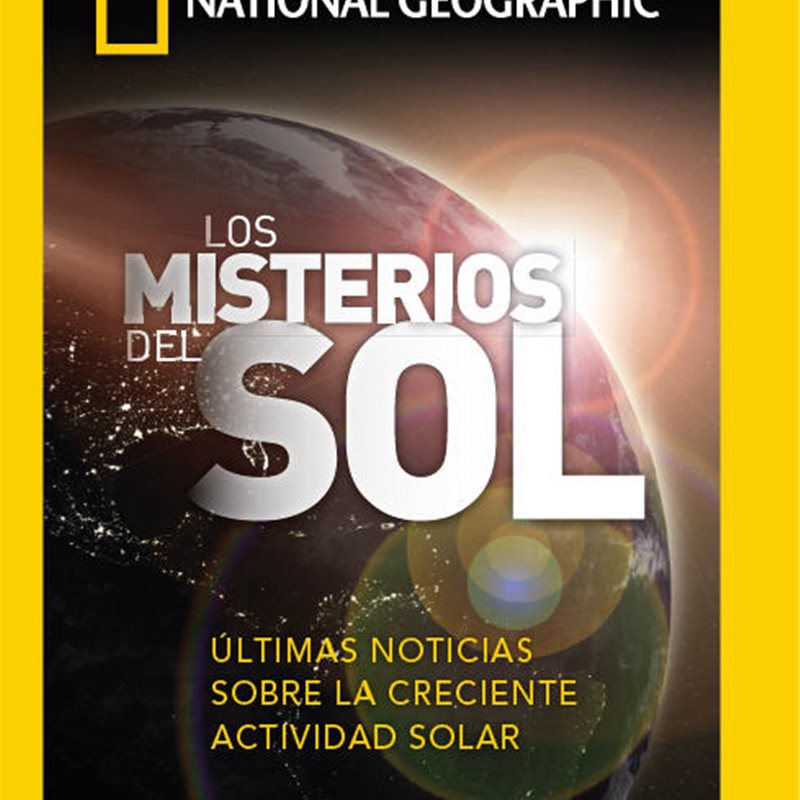 NATIONAL GEOGRAPHIC
LOS
MISTERIOS
DEL
SOL
ÚLTIMAS NOTICIAS
SOBRE LA CRECIENTE
ACTIVIDAD SOLAR